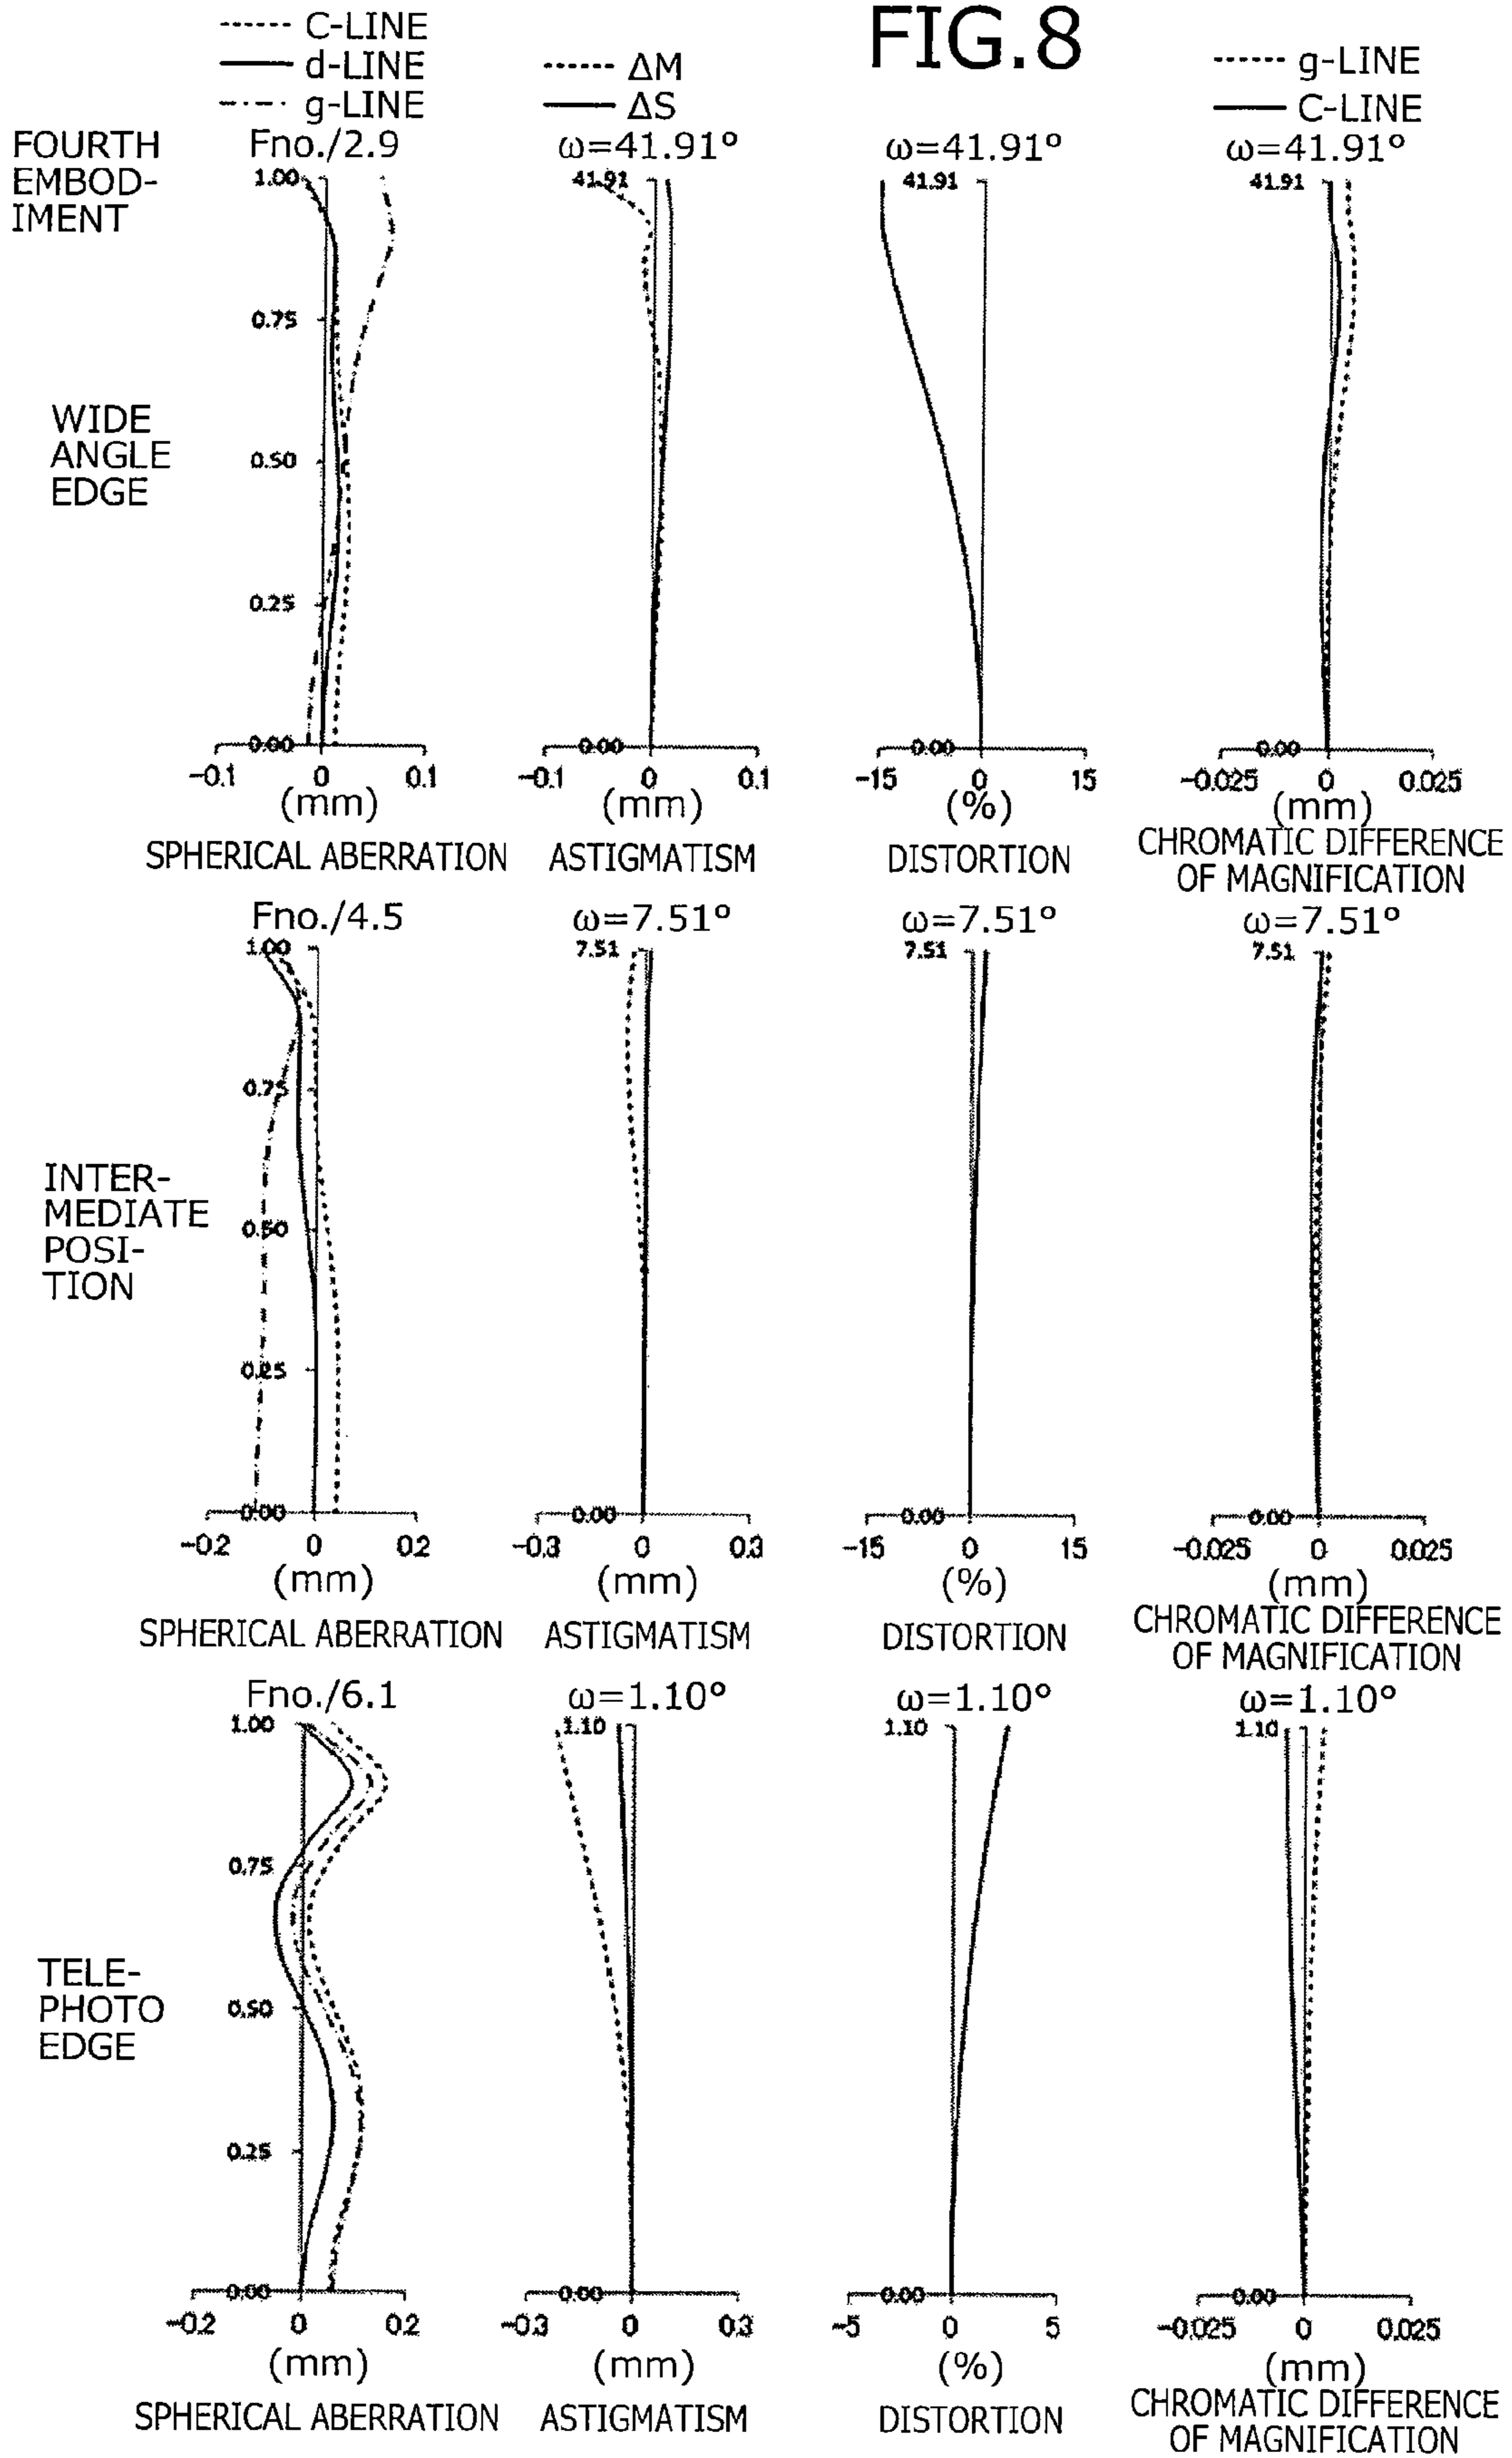 FIG.8
C-LINE
d-LINE
g-LINE
ΔM
ΔS
g-LINE
C-LINE
FOURTH
EMBOD-
IMENT
Fno./2.9
ω=41.91°
ω=41.91°
ω=41.91°
1.00
41.91
41.91
41.91
0.75
WIDE
ANGLE
EDGE
0.50
0.25
0.00
0.00
0.00
0.00
-0.1 0 0.1
-0.1 0 0.1
-15 0 15
-0.025 0 0.025
(mm)
(mm)
(%)
(mm)
SPHERICAL ABERRATION
ASTIGMATISM
DISTORTION
CHROMATIC DIFFERENCE
OF MAGNIFICATION
Fno./4.5
ω=7.51°
ω=7.51°
ω=7.51°
1.00
7.51
7.51
7.51
0.75
INTER-
MEDIATE
POSI-
TION
0.50
0.25
0.00
0.00
0.00
0.00
-0.2 0 0.2
-0.3 0 0.3
-15 0 15
-0.025 0 0.025
(mm)
(mm)
(%)
(mm)
SPHERICAL ABERRATION
ASTIGMATISM
DISTORTION
CHROMATIC DIFFERENCE
OF MAGNIFICATION
Fno./6.1
ω=1.10°
ω=1.10°
ω=1.10°
1.00
1.10
1.10
1.10
0.75
TELE-
PHOTO
EDGE
0.50
0.25
0.00
0.00
0.00
0.00
-0.2 0 0.2
-0.3 0 0.3
-5 0 5
-0.025 0 0.025
(mm)
(mm)
(%)
(mm)
SPHERICAL ABERRATION
ASTIGMATISM
DISTORTION
CHROMATIC DIFFERENCE
OF MAGNIFICATION